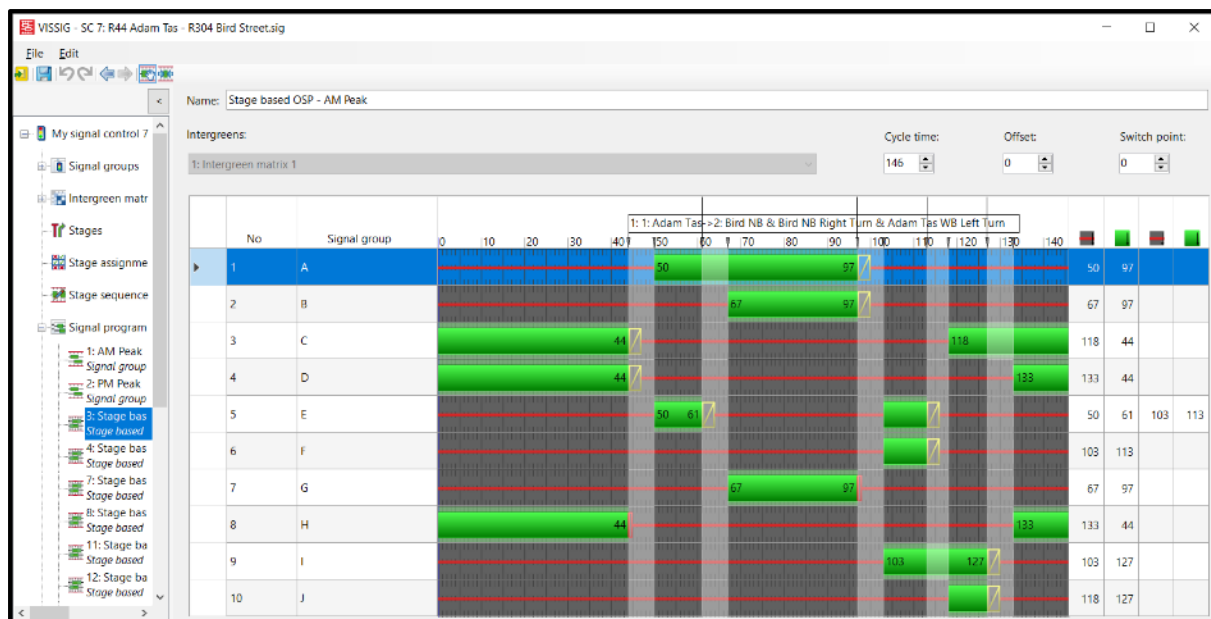 VISSIG - SC 7: R44 Adam Tas - R304 Bird Street.sig
File Edit
Name: Stage based OSP - AM Peak
Intergreens: Cycle time: Offset: Switch point:
1: Intergreen matrix 1 146 0 0
My signal control 7
Signal groups
Intergreen matr
Stages
Stage assignme
Stage sequence
Signal program
1: AM Peak
Signal group
2: PM Peak
Signal group
3: Stage bas
Stage based
4: Stage bas
Stage based
7: Stage bas
Stage based
8: Stage bas
Stage based
11: Stage ba
Stage based
12: Stage ba
Stage based
1: 1: Adam Tas->2: Bird NB & Bird NB Right Turn & Adam Tas WB Left Turn
No Signal group 0 10 20 30 40 50 60 70 80 90 100 110 120 130 140
1 A 50 97 50 97
2 B 67 97 67 97
3 C 44 118 118 44
4 D 44 133 133 44
5 E 50 61 50 61 103 113
6 F 103 113
7 G 67 97 67 97
8 H 44 133 133 44
9 I 103 127 103 127
10 J 118 127